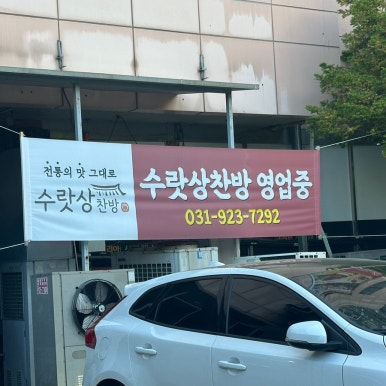 전통의 맛 그대로
수랏상찬방
수랏상찬방 영업중
031-923-7292